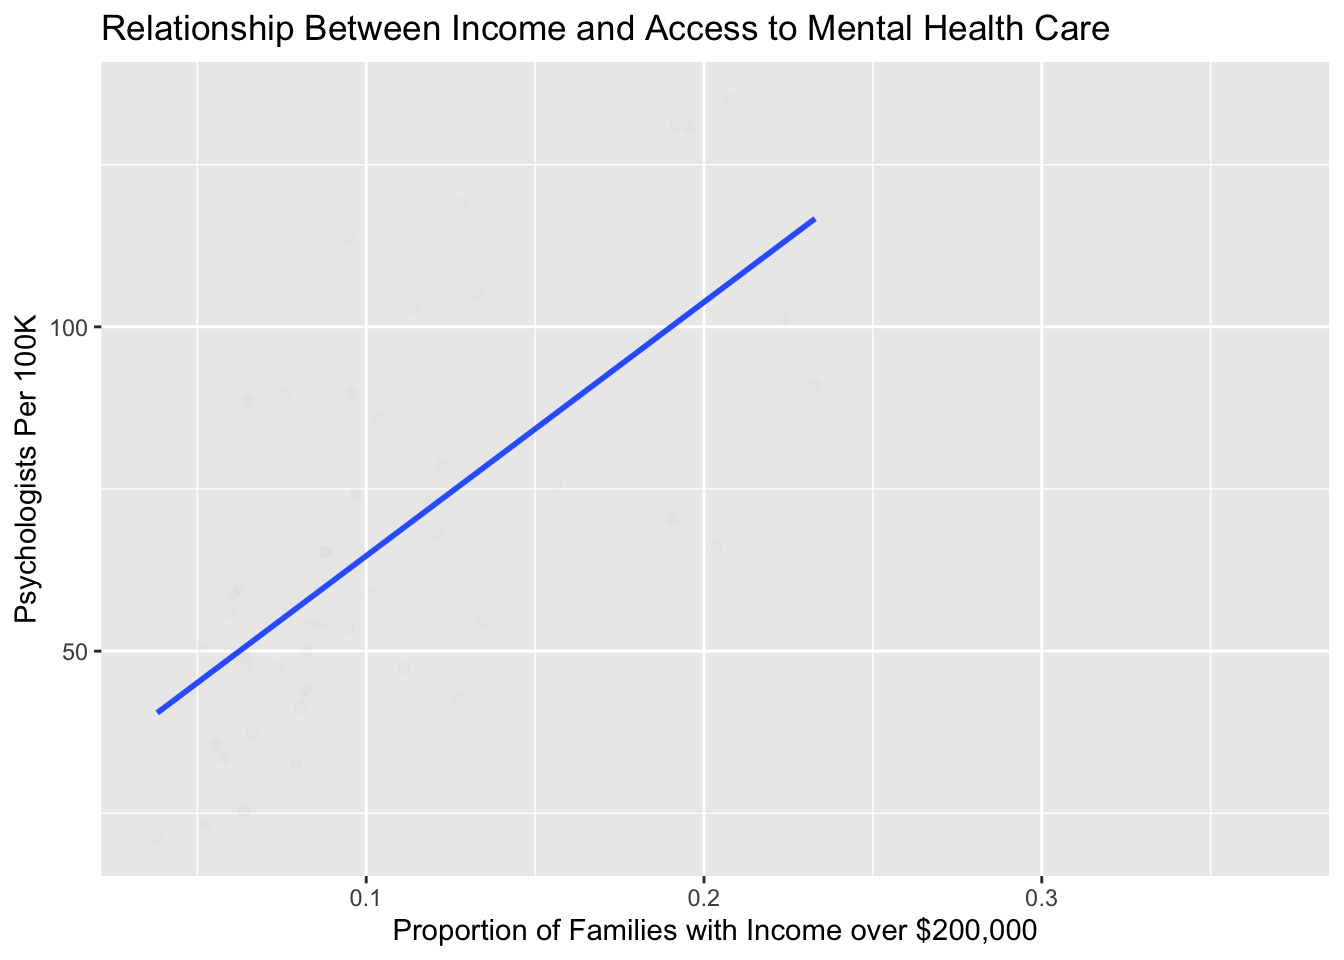 Relationship Between Income and Access to Mental Health Care
Psychologists Per 100K
100
50
0.1
0.2
0.3
Proportion of Families with Income over $200,000